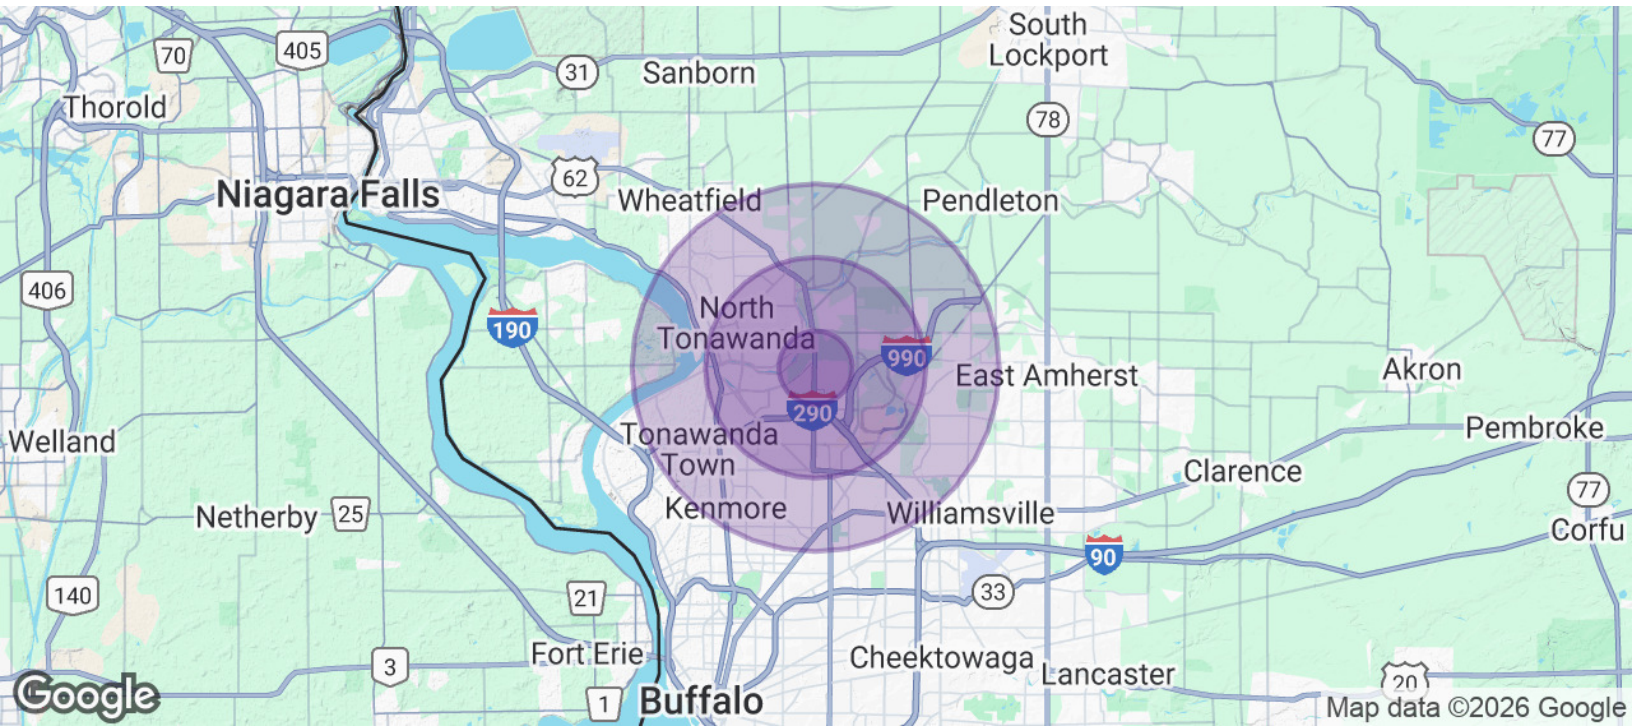 South
Lockport
70
405
31
Sanborn
Thorold
78
77
62
Niagara Falls
Wheatfield
Pendleton
406
North
Tonawanda
190
990
East Amherst
Akron
290
Welland
Tonawanda
Town
Pembroke
Clarence
77
Kenmore
Williamsville
Netherby
25
Corfu
90
140
21
33
Fort Erie
3
Cheektowaga
Lancaster
20
Google
1
Buffalo
Map data ©2026 Google